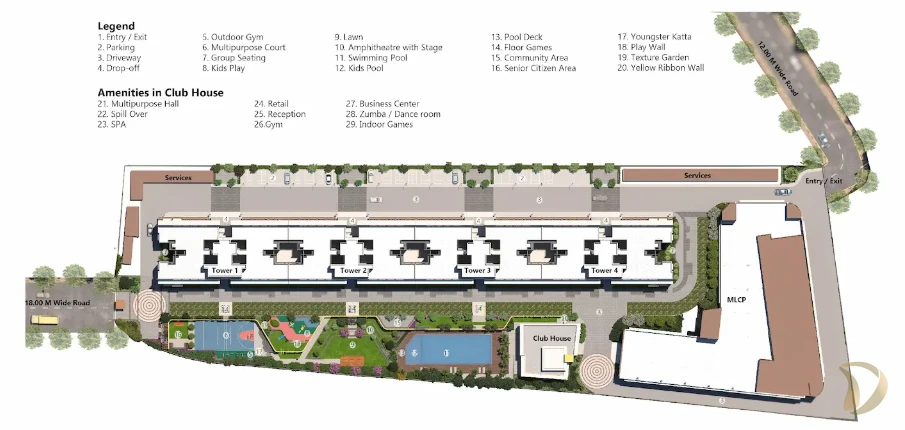 Legend
1. Entry / Exit
2. Parking
3. Driveway
4. Drop-off
5. Outdoor Gym
6. Multipurpose Court
7. Group Seating
8. Kids Play
9. Lawn
10. Amphitheatre with Stage
11. Swimming Pool
12. Kids Pool
13. Pool Deck
14. Floor Games
15. Community Area
16. Senior Citizen Area
17. Youngster Katta
18. Play Wall
19. Texture Garden
20. Yellow Ribbon Wall
Amenities in Club House
21. Multipurpose Hall
22. Spill Over
23. SPA
24. Retail
25. Reception
26.Gym
27. Business Center
28. Zumba / Dance room
29. Indoor Games
12.00 M Wide Road
Services
Services
Entry / Exit
Tower 1
Tower 2
Tower 3
Tower 4
MLCP
18.00 M Wide Road
Club House